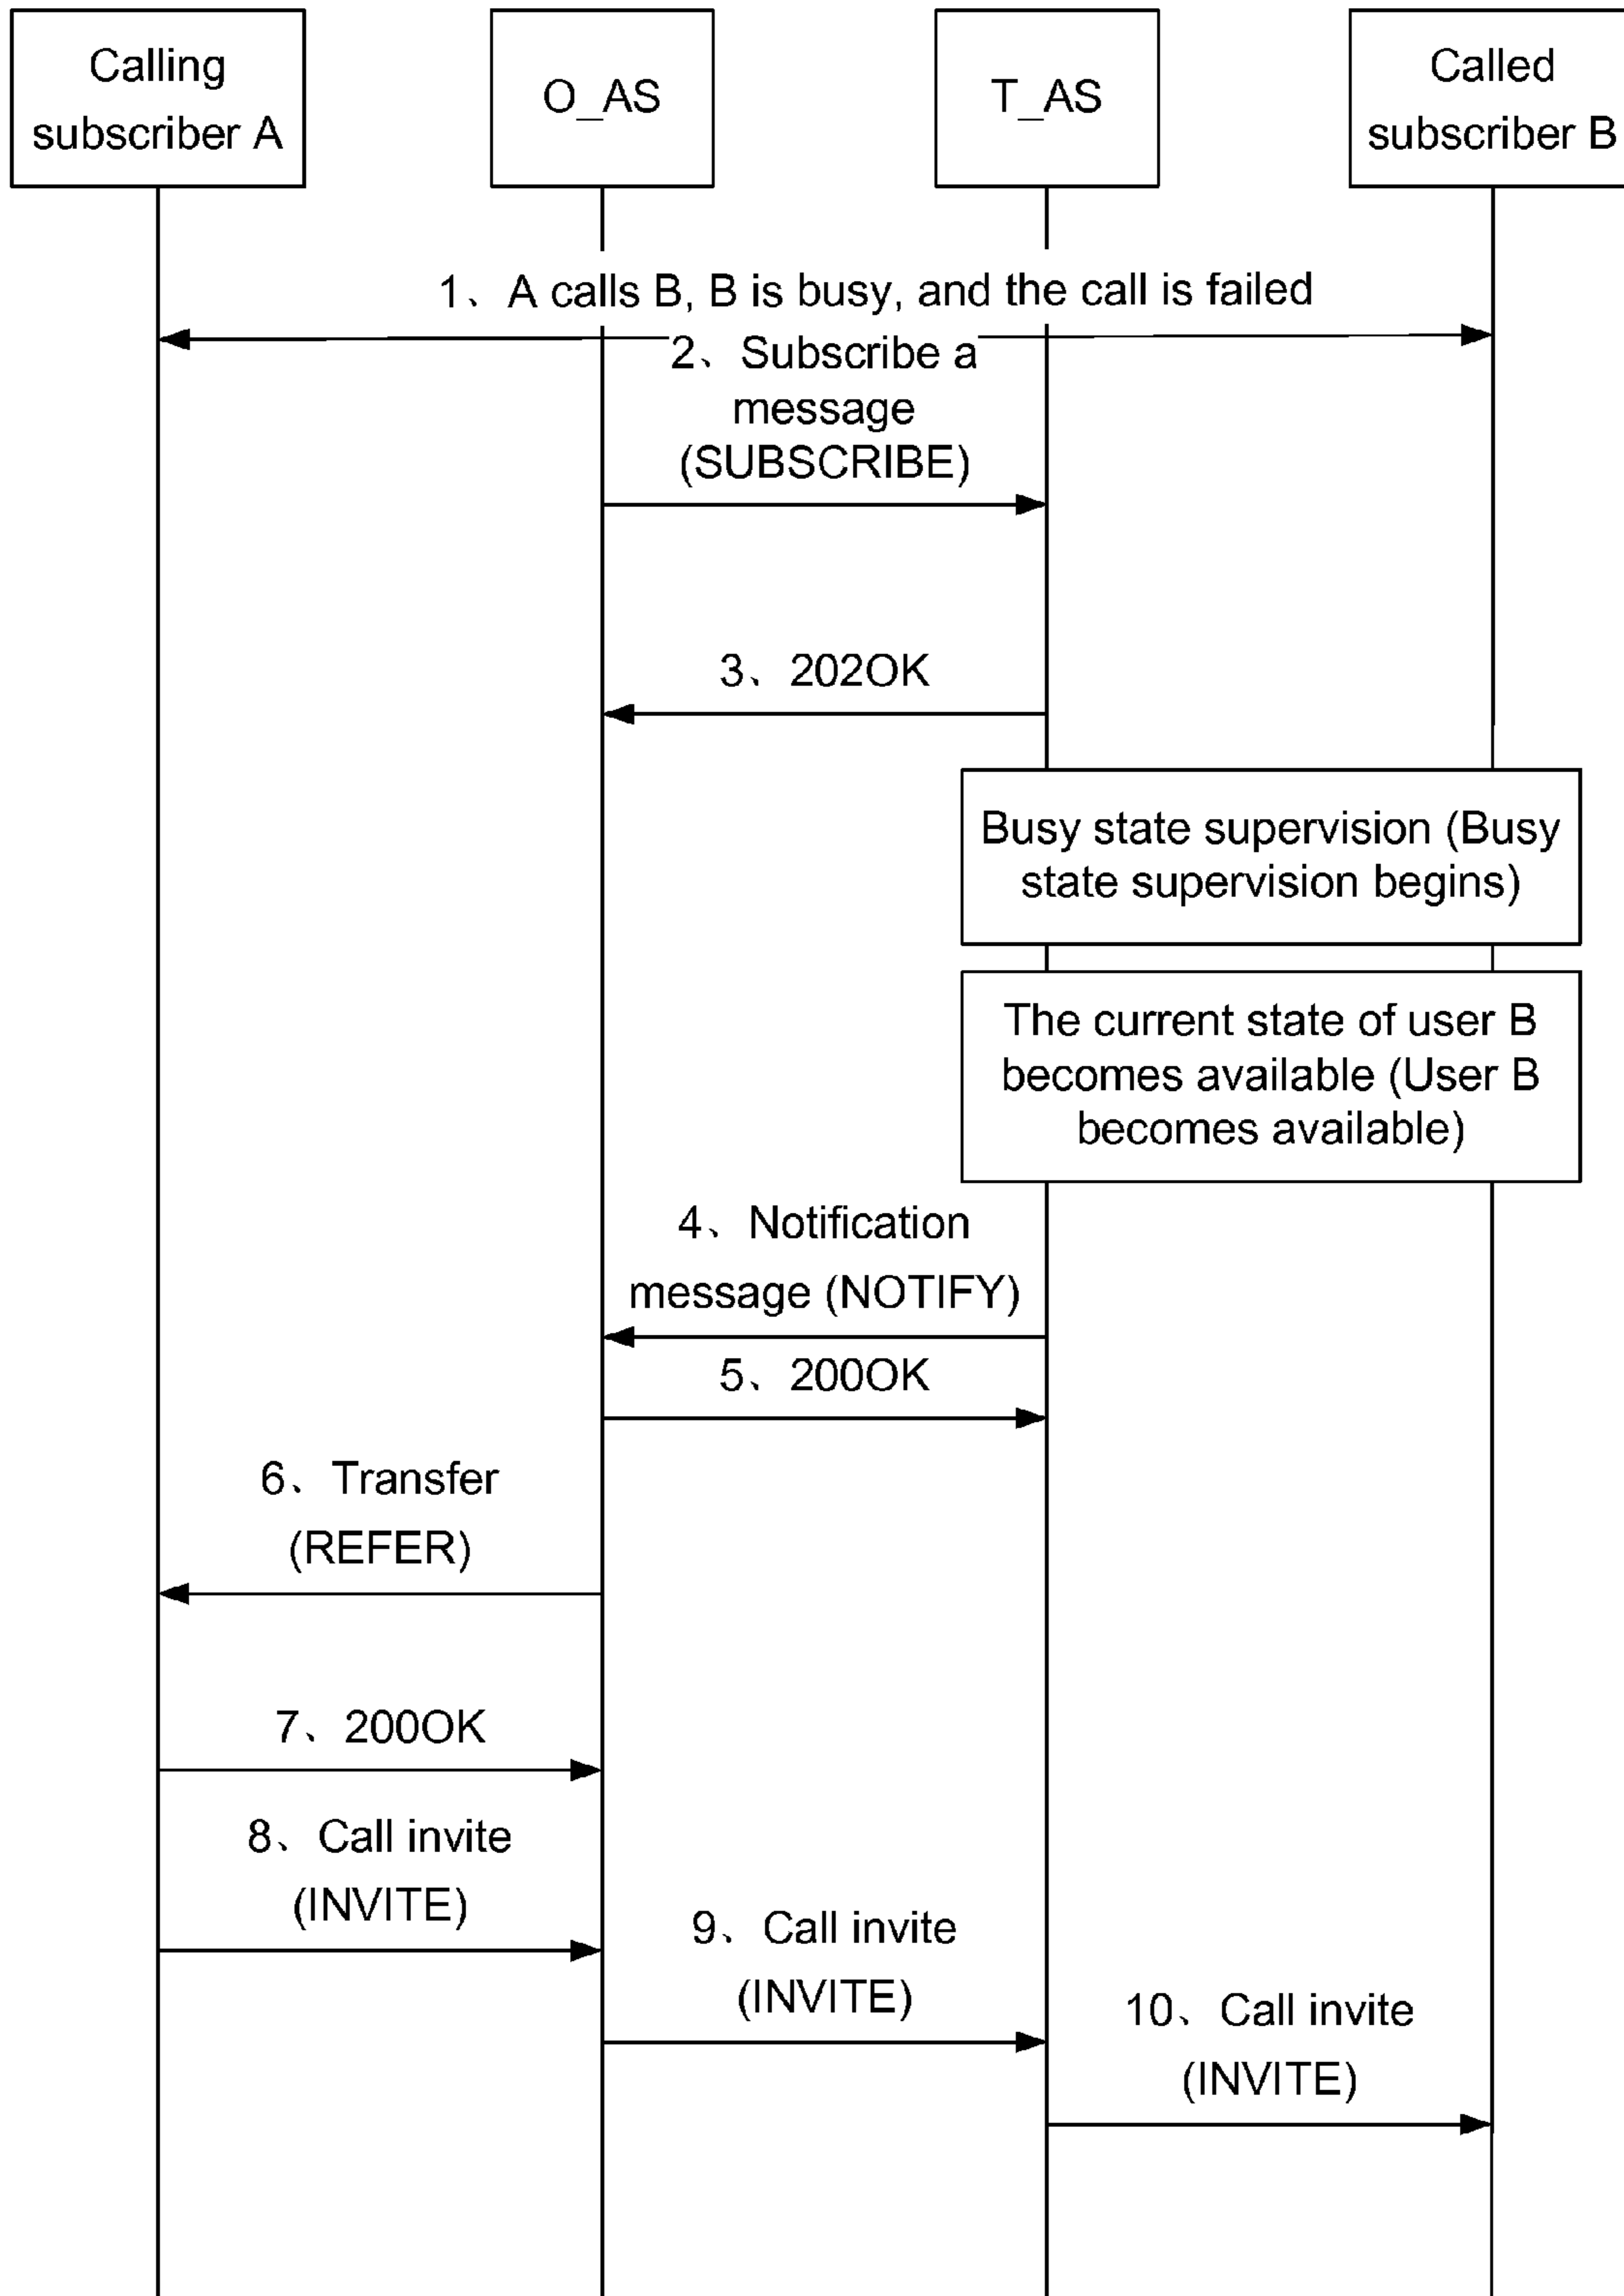 Calling
subscriber A
O_AS
T_AS
Called
subscriber B
1、A calls B, B is busy, and the call is failed
2、Subscribe a
message
(SUBSCRIBE)
3、202OK
Busy state supervision (Busy
state supervision begins)
The current state of user B
becomes available (User B
becomes available)
4、Notification
message (NOTIFY)
5、200OK
6、Transfer
(REFER)
7、200OK
8、Call invite
(INVITE)
9、Call invite
(INVITE)
10、Call invite
(INVITE)